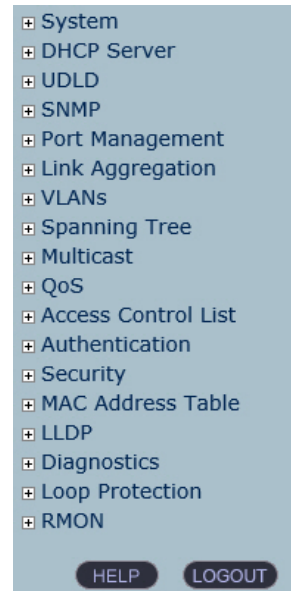 System
DHCP Server
UDLD
SNMP
Port Management
Link Aggregation
VLANs
Spanning Tree
Multicast
QoS
Access Control List
Authentication
Security
MAC Address Table
LLDP
Diagnostics
Loop Protection
RMON
HELP LOGOUT